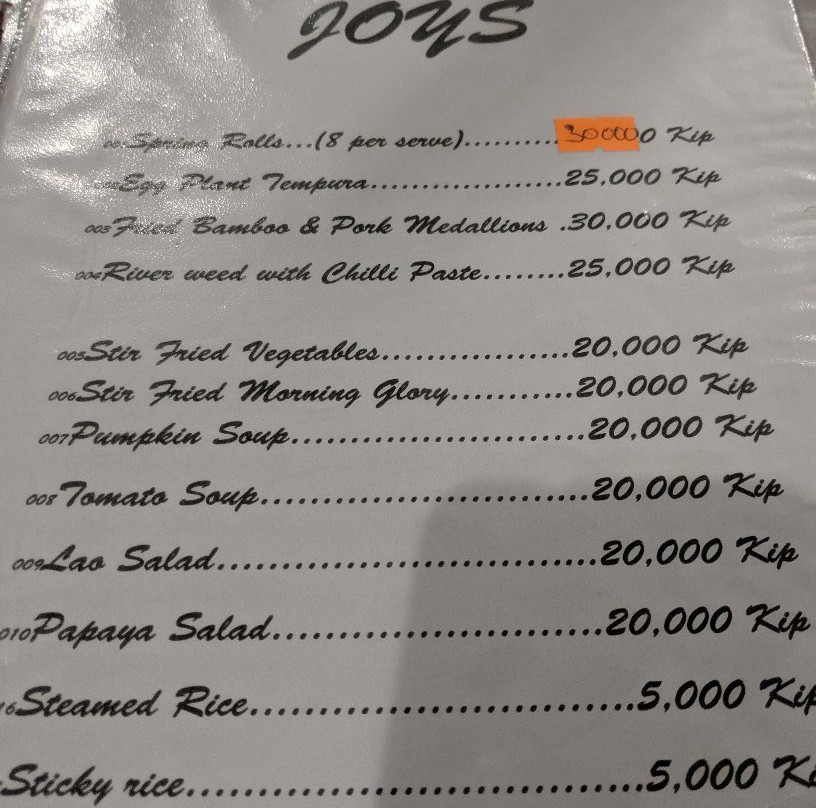 JOYS
Spring Rolls...(8 per serve)..........300000 Kip
Egg Plant Tempura...................25,000 Kip
003Fried Bamboo & Pork Medallions .30,000 Kip
004River weed with Chilli Paste........25,000 Kip
005Stir Fried Vegetables..................20,000 Kip
006Stir Fried Morning Glory...........20,000 Kip
007Pumpkin Soup..........................20,000 Kip
008Tomato Soup............................20,000 Kip
009Lao Salad................................20,000 Kip
010Papaya Salad..........................20,000 Kip
16Steamed Rice............................5,000 Kip
Sticky rice..................................5,000